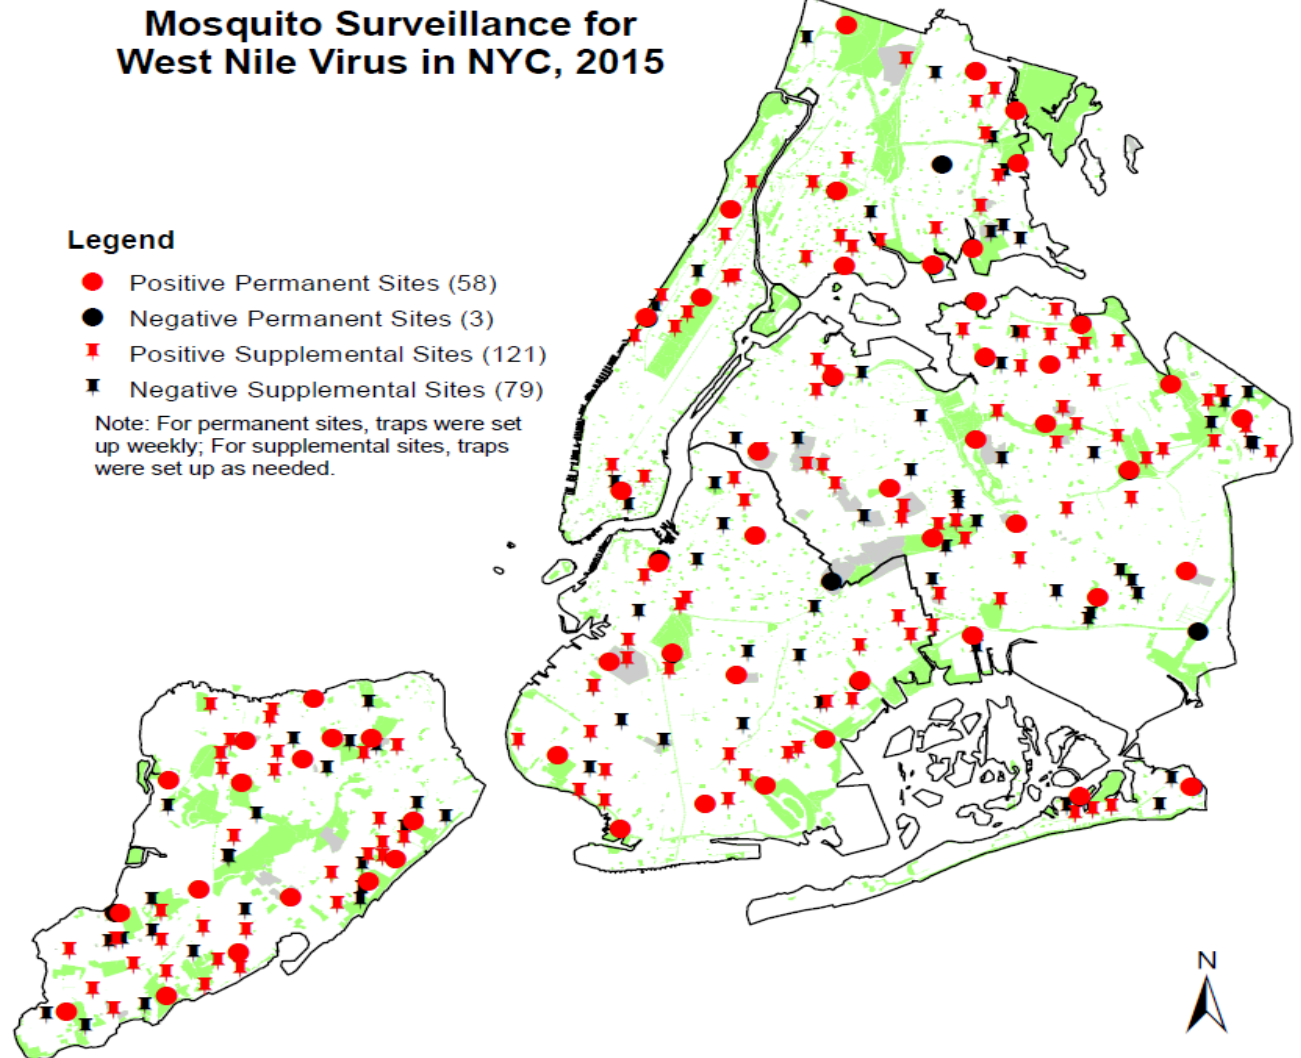 Mosquito Surveillance for
West Nile Virus in NYC, 2015
Legend
Positive Permanent Sites (58)
Negative Permanent Sites (3)
Positive Supplemental Sites (121)
Negative Supplemental Sites (79)
Note: For permanent sites, traps were set
up weekly; For supplemental sites, traps
were set up as needed.
N